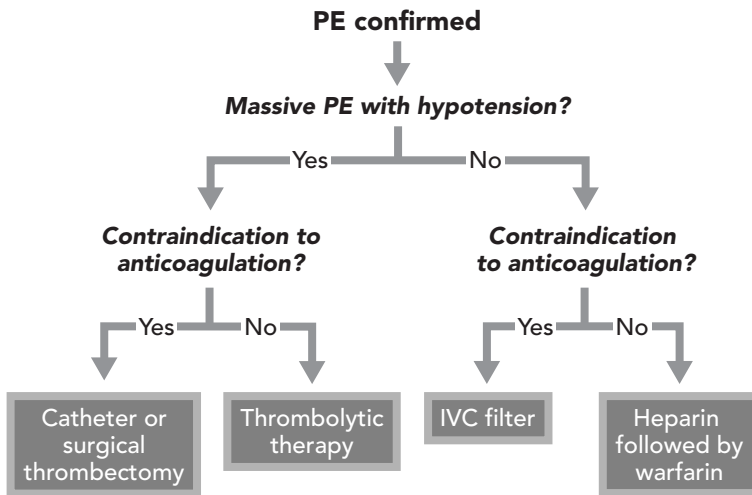 PE confirmed
Massive PE with hypotension?
Yes
No
Contraindication to
anticoagulation?
Contraindication
to anticoagulation?
Yes
No
Yes
No
Catheter or
surgical
thrombectomy
Thrombolytic
therapy
IVC filter
Heparin
followed by
warfarin